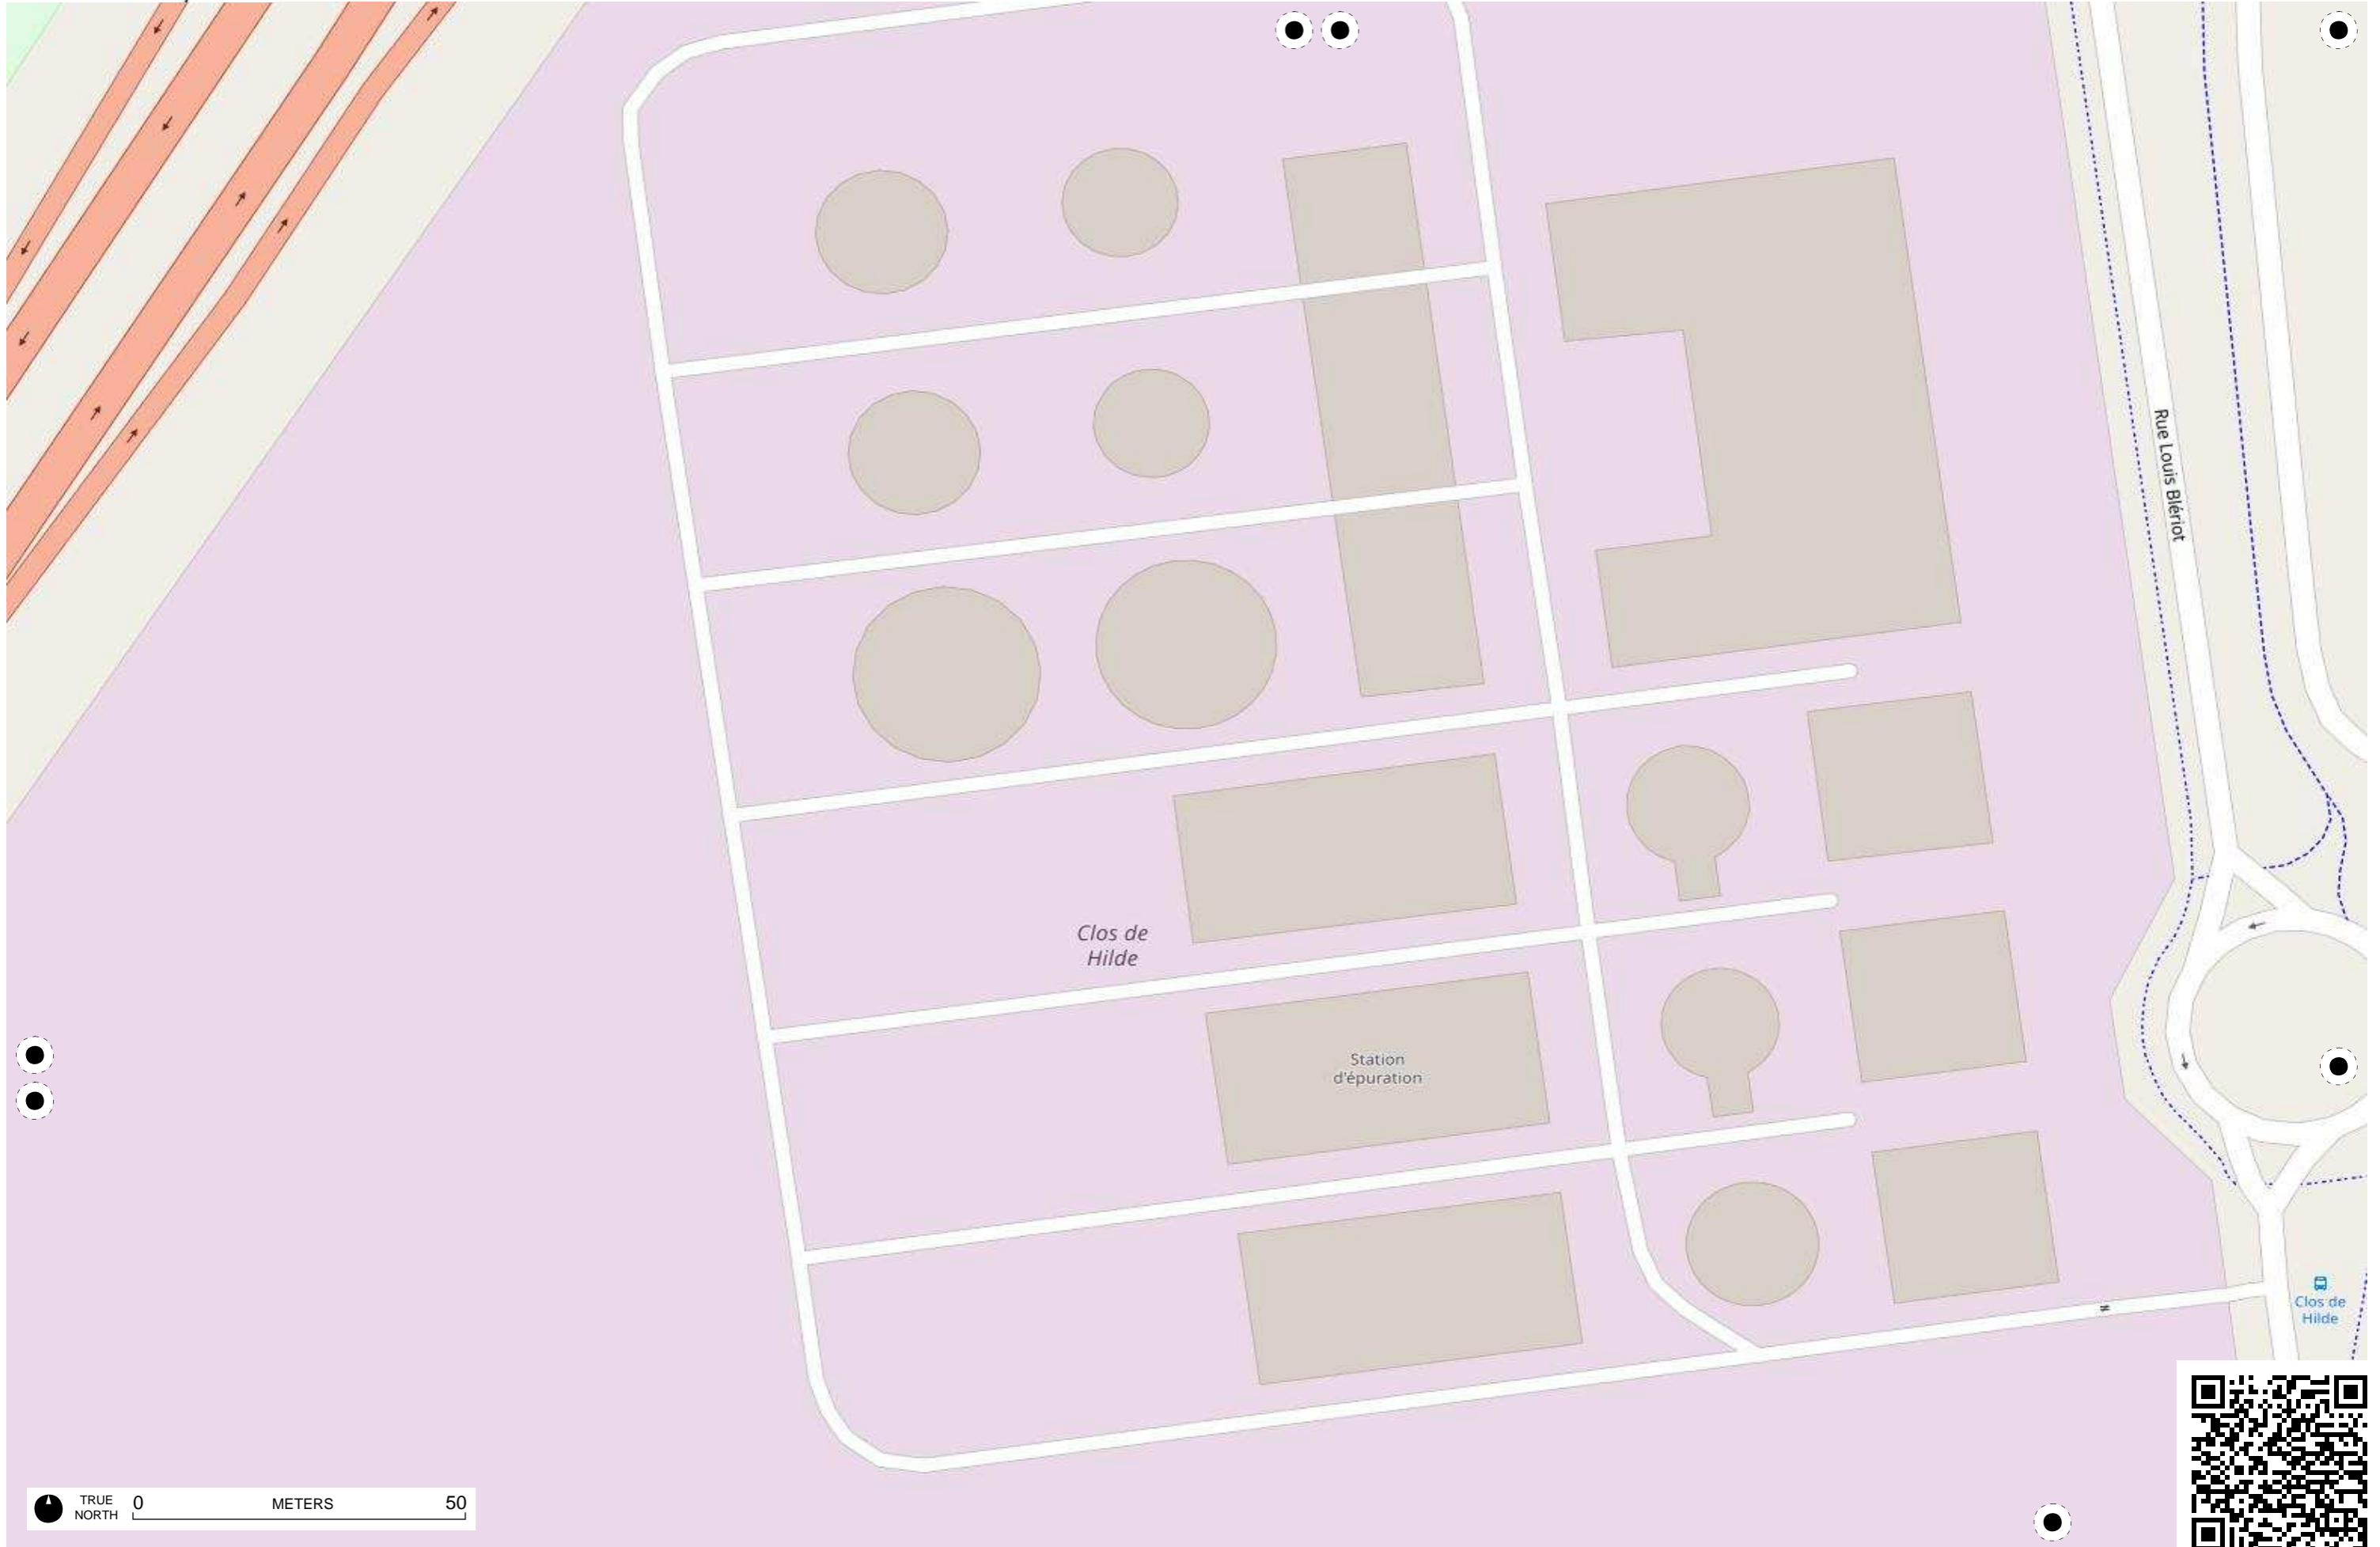 Rue Louis Blériot
Clos de
Hilde
Station
d'épuration
Clos de
Hilde
TRUE
NORTH
0
METERS
50